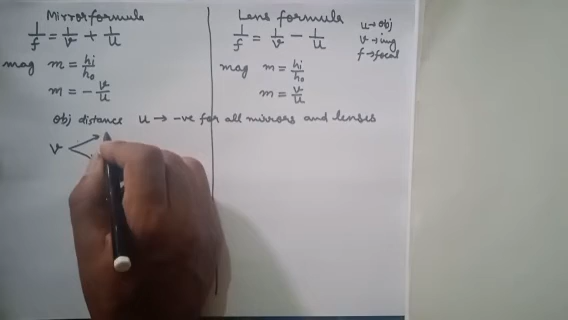 Mirror formula
1/f = 1/v + 1/u
mag m = hi/ho
m = - v/u
Lens formula
1/f = 1/v - 1/u
mag m = hi/ho
m = v/u
u → obj
v → img
f → focal
Obj distance u → -ve for all mirrors and lenses
v